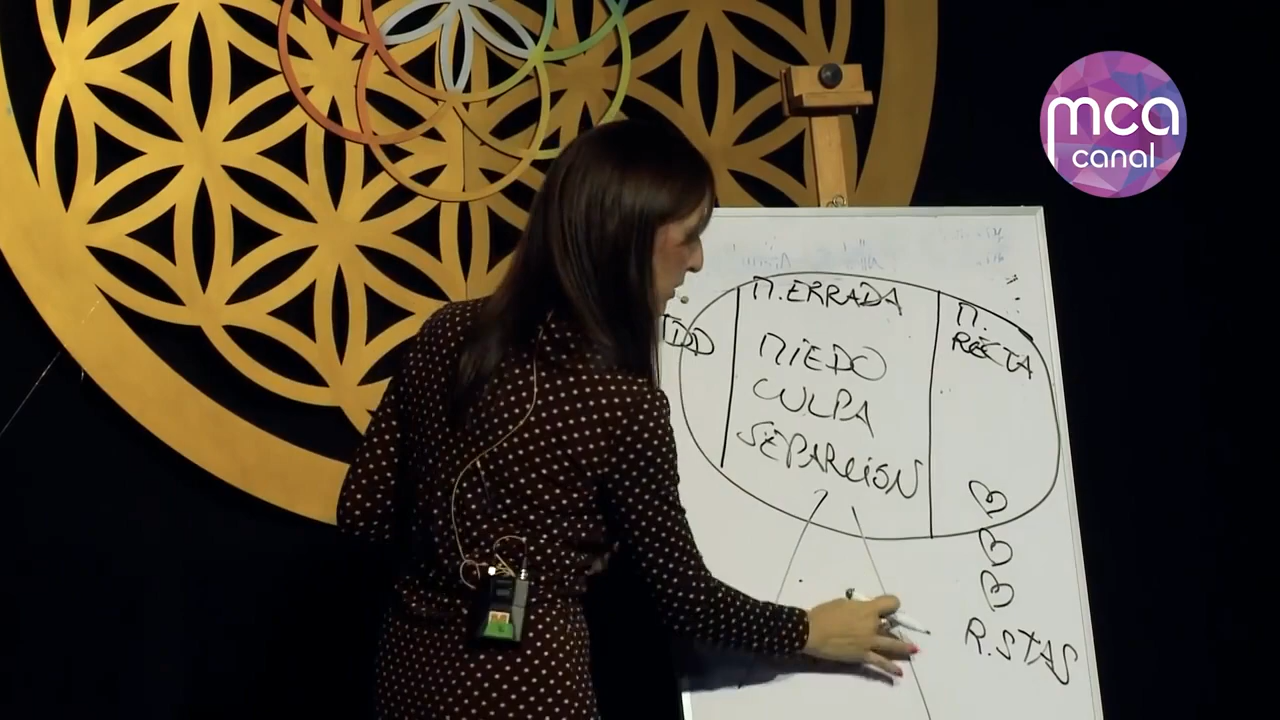 mca
canal
M. ERRADA
M.
RECTA
MIEDO
CULPA
SEPARCION
R.STAS